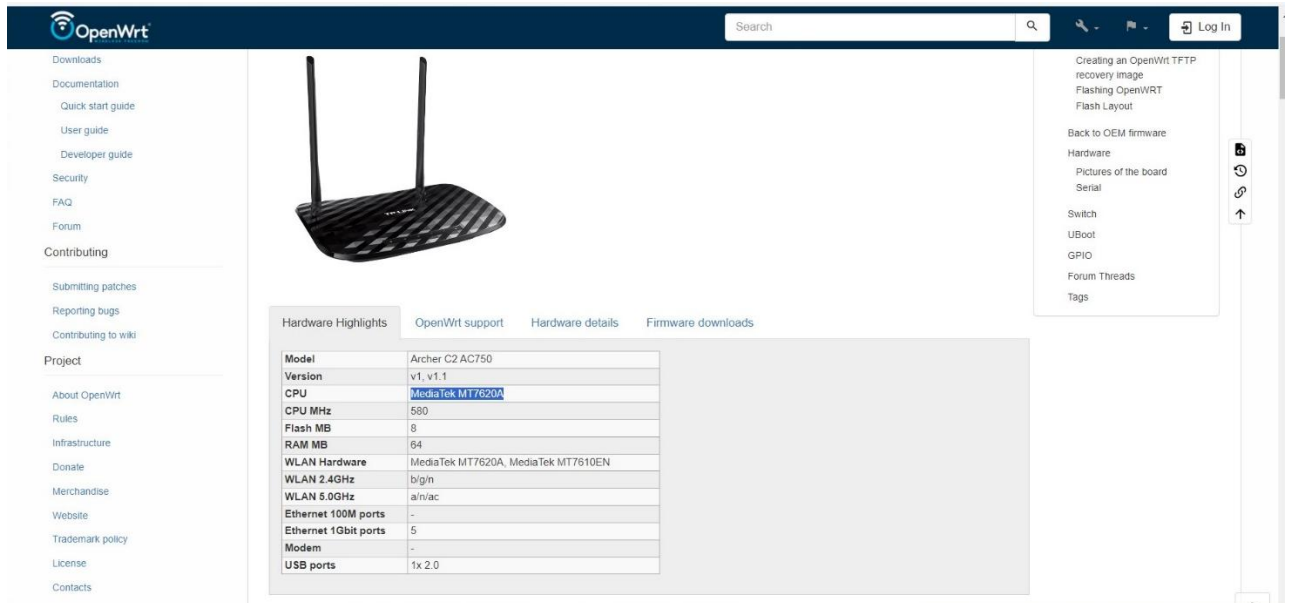 OpenWrt
WIRELESS FREEDOM
Search
Log In
Downloads
Documentation
Quick start guide
User guide
Developer guide
Security
FAQ
Forum
Contributing
Submitting patches
Reporting bugs
Contributing to wiki
Project
About OpenWrt
Rules
Infrastructure
Donate
Merchandise
Website
Trademark policy
License
Contacts
TP-LINK
Hardware Highlights OpenWrt support Hardware details Firmware downloads
Model Archer C2 AC750
Version v1, v1.1
CPU MediaTek MT7620A
CPU MHz 580
Flash MB 8
RAM MB 64
WLAN Hardware MediaTek MT7620A, MediaTek MT7610EN
WLAN 2.4GHz b/g/n
WLAN 5.0GHz a/n/ac
Ethernet 100M ports -
Ethernet 1Gbit ports 5
Modem -
USB ports 1x 2.0
Creating an OpenWrt TFTP
recovery image
Flashing OpenWRT
Flash Layout
Back to OEM firmware
Hardware
Pictures of the board
Serial
Switch
UBoot
GPIO
Forum Threads
Tags